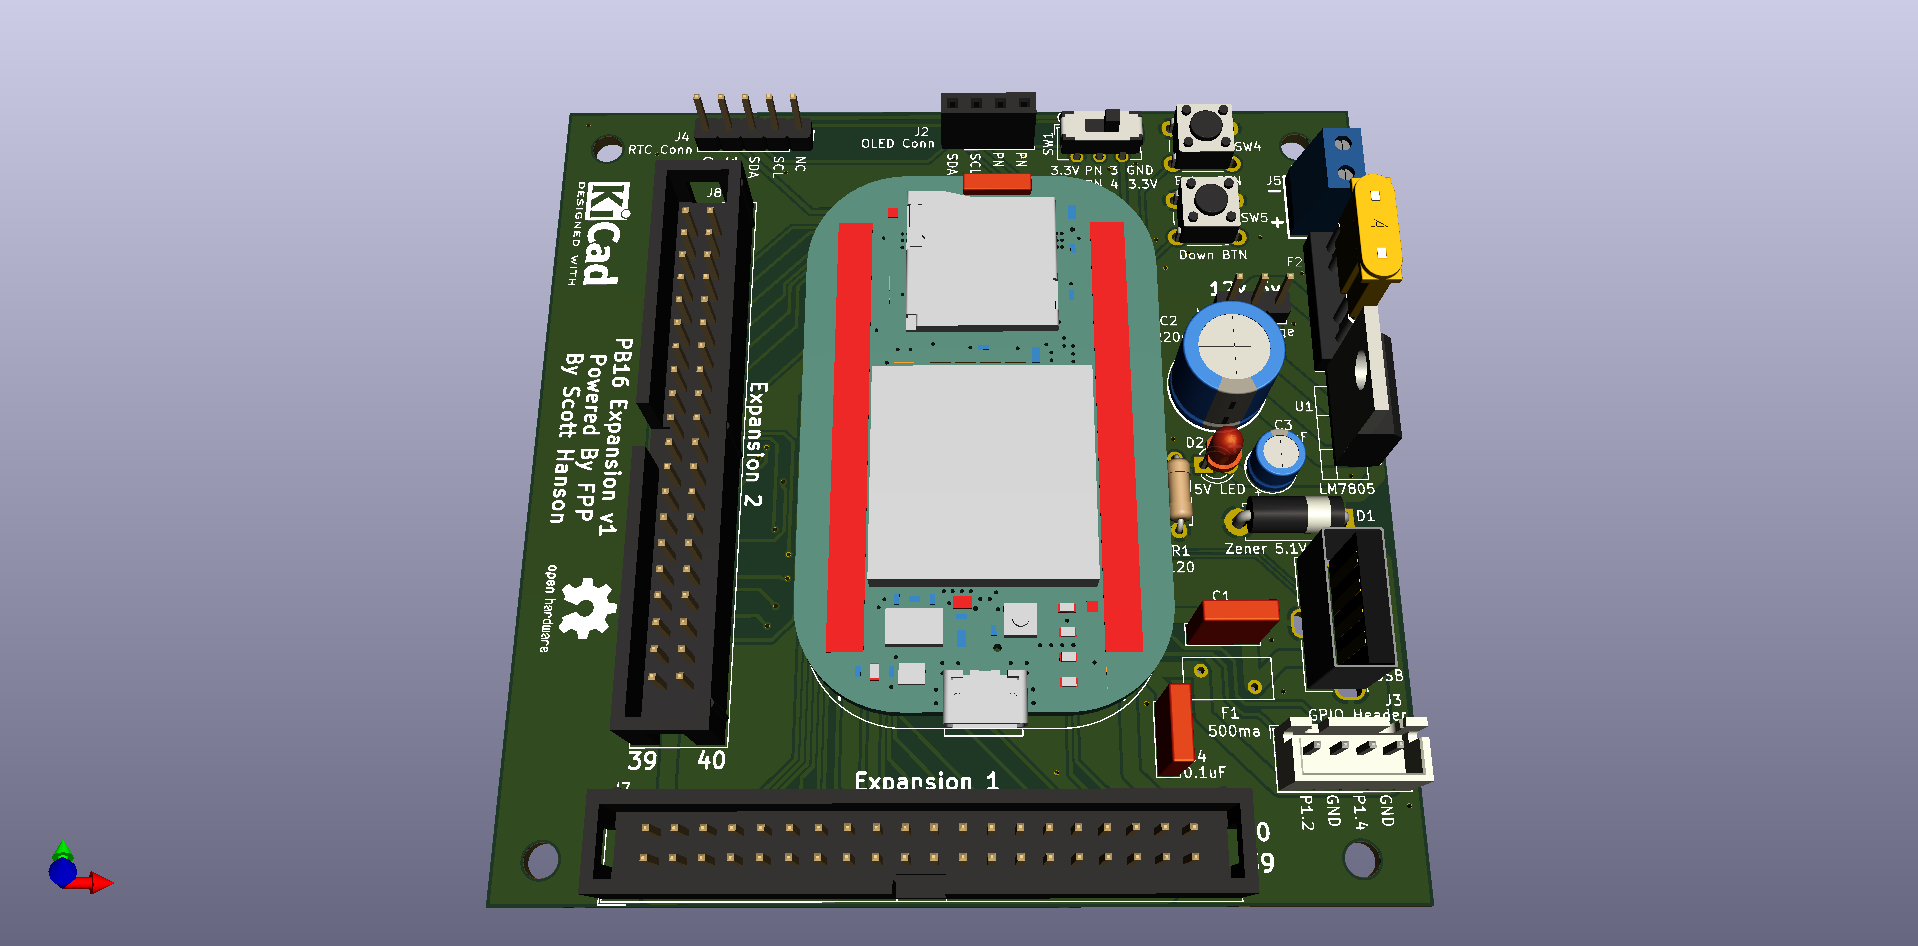 J4
RTC Conn
SDA
SCL
NC
J2
OLED Conn
SDA
SCL
PN
PN
SW1
3.3V PN 3 GND
4 3.3V
SW4
J5
-
+
SW5
Down BTN
F2
4
J8
KiCad
DESIGNED WITH
PB16 Expansion v1
Powered By FPP
By Scott Hanson
open hardware
Expansion 2
39 40
C2
C3
U1
LM7805
D2
5V LED
D1
Zener 5.1V
R1
C1
F1
500ma
0.1uF
J3
GPIO Header
P1.2
GND
P1.4
GND
Expansion 1